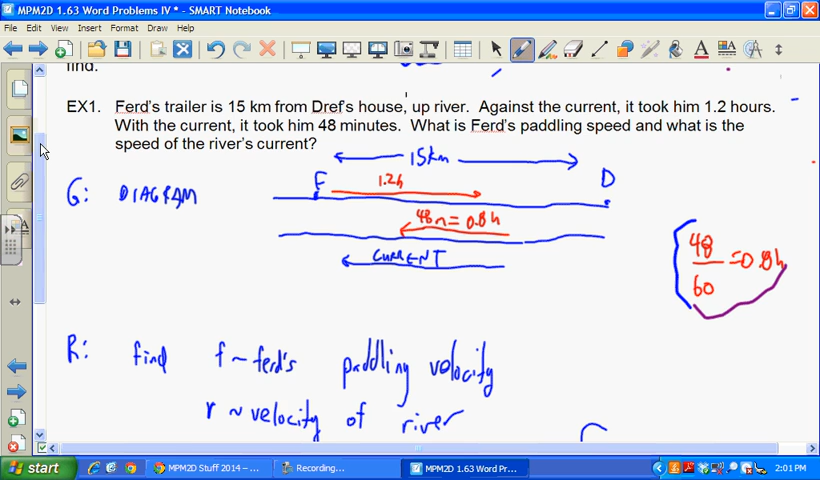 MPM2D 1.63 Word Problems IV * - SMART Notebook
File Edit View Insert Format Draw Help
find.
EX1. Ferd's trailer is 15 km from Dref's house, up river. Against the current, it took him 1.2 hours.
With the current, it took him 48 minutes. What is Ferd's paddling speed and what is the
speed of the river's current?
15km
F 1.2h D
G: DIAGRAM
48m = 0.8h
48/60 = 0.8h
CURRENT
R: find f ~ ferd's paddling velocity
r ~ velocity of river
start MPM2D Stuff 2014 – ... Recording... MPM2D 1.63 Word Pr... 2:01 PM